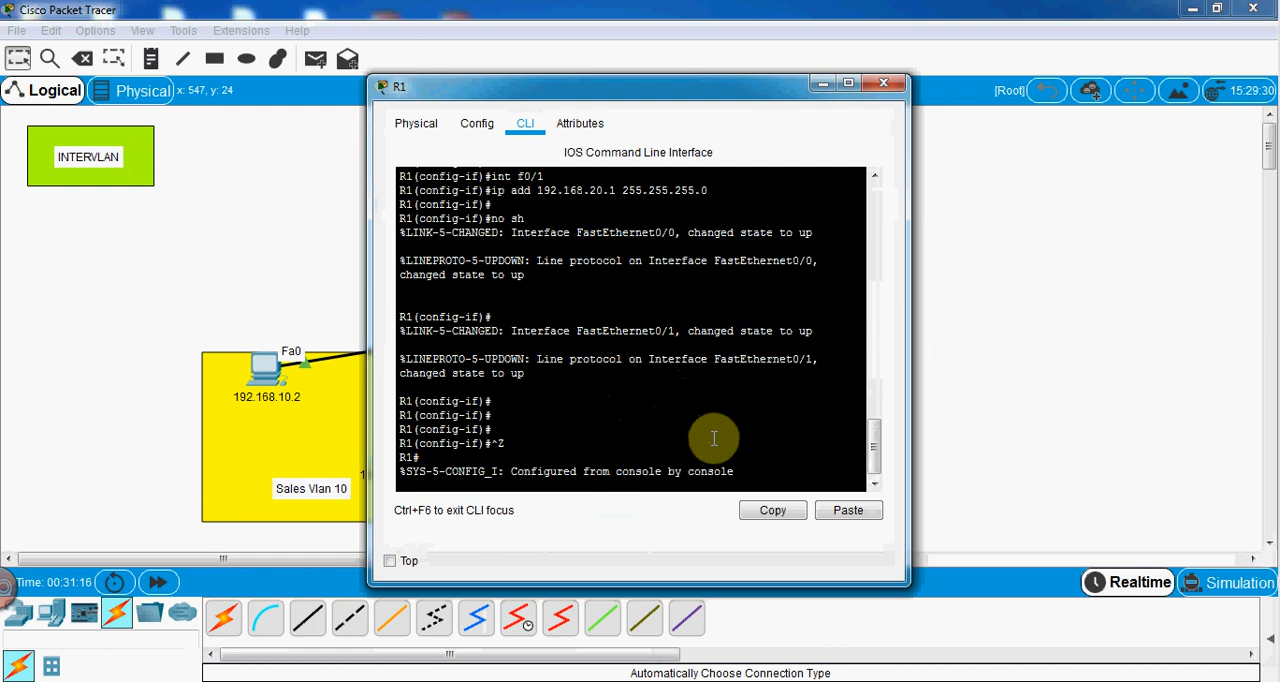 Cisco Packet Tracer
File Edit Options View Tools Extensions Help
Logical Physical x: 547, y: 24 [Root] 15:29:30
INTERVLAN
Fa0
192.168.10.2
Sales Vlan 10
R1
Physical Config CLI Attributes
IOS Command Line Interface
R1(config-if)#int f0/1
R1(config-if)#ip add 192.168.20.1 255.255.255.0
R1(config-if)#
R1(config-if)#no sh
%LINK-5-CHANGED: Interface FastEthernet0/0, changed state to up
%LINEPROTO-5-UPDOWN: Line protocol on Interface FastEthernet0/0,
changed state to up
R1(config-if)#
%LINK-5-CHANGED: Interface FastEthernet0/1, changed state to up
%LINEPROTO-5-UPDOWN: Line protocol on Interface FastEthernet0/1,
changed state to up
R1(config-if)#
R1(config-if)#
R1(config-if)#
R1(config-if)#^Z
R1#
%SYS-5-CONFIG_I: Configured from console by console
Ctrl+F6 to exit CLI focus
Copy Paste
Top
Time: 00:31:16 Realtime Simulation
Automatically Choose Connection Type